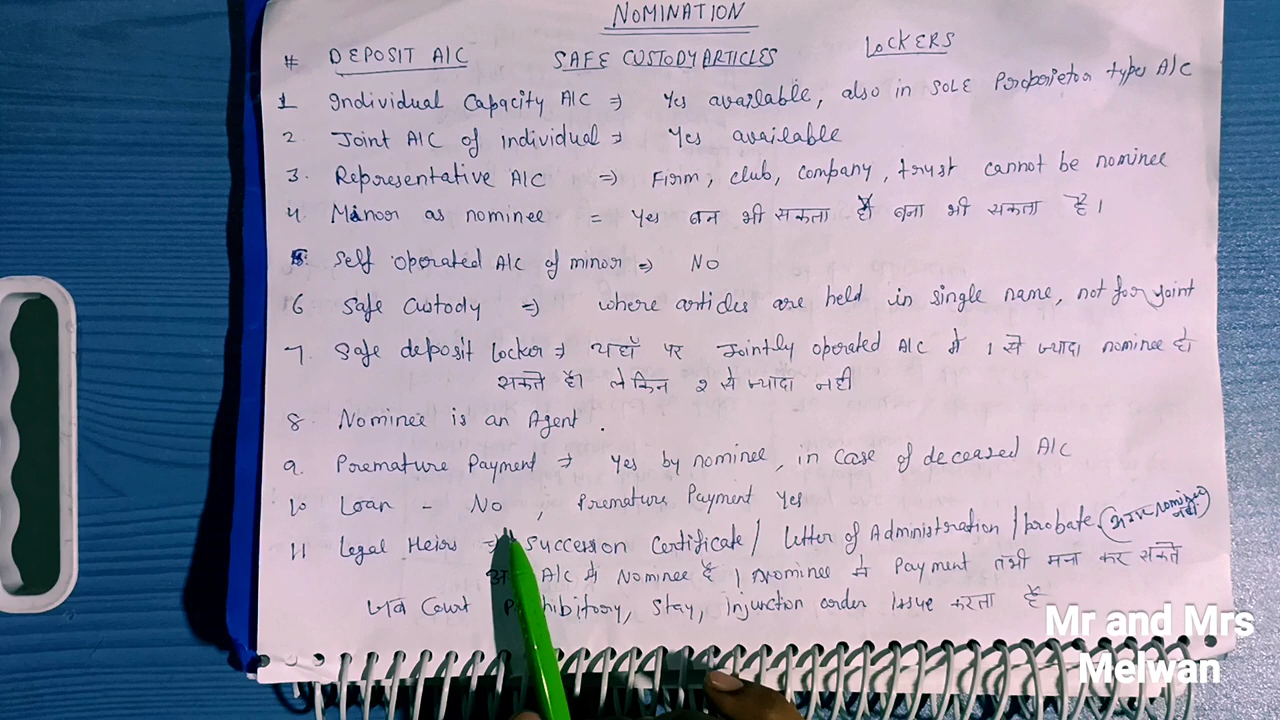 NOMINATION
# DEPOSIT A/C SAFE CUSTODY ARTICLES LOCKERS
1 Individual Capacity A/C ⇒ Yes available, also in SOLE Proprietor type A/C
2. Joint A/C of individual ⇒ Yes available
3. Representative A/C ⇒ Firm, club, company, trust cannot be nominee
4. Minor as nominee = Yes बन भी सकता है बना भी सकता है।
5. Self operated A/C of minor ⇒ NO
6 Safe Custody ⇒ where articles are held in single name, not for joint
7. Safe deposit locker ⇒ यहाँ पर Jointly operated A/C मे 1 से ज्यादा nominee हो
सकते है। लेकिन 2 से ज्यादा नही
8. Nominee is an Agent.
9. Premature Payment ⇒ Yes by nominee, in case of deceased A/C
10 Loan - No, Premature Payment Yes
11 Legal Heirs ⇒ Succession Certificate / Letter of Administration / Probate (अगर nominee नही)
A/C मे Nominee है । Nominee मे Payment तभी मना कर सकते
जब Court Prohibitory, Stay, Injunction order issue करता है
Mr and Mrs
Melwan